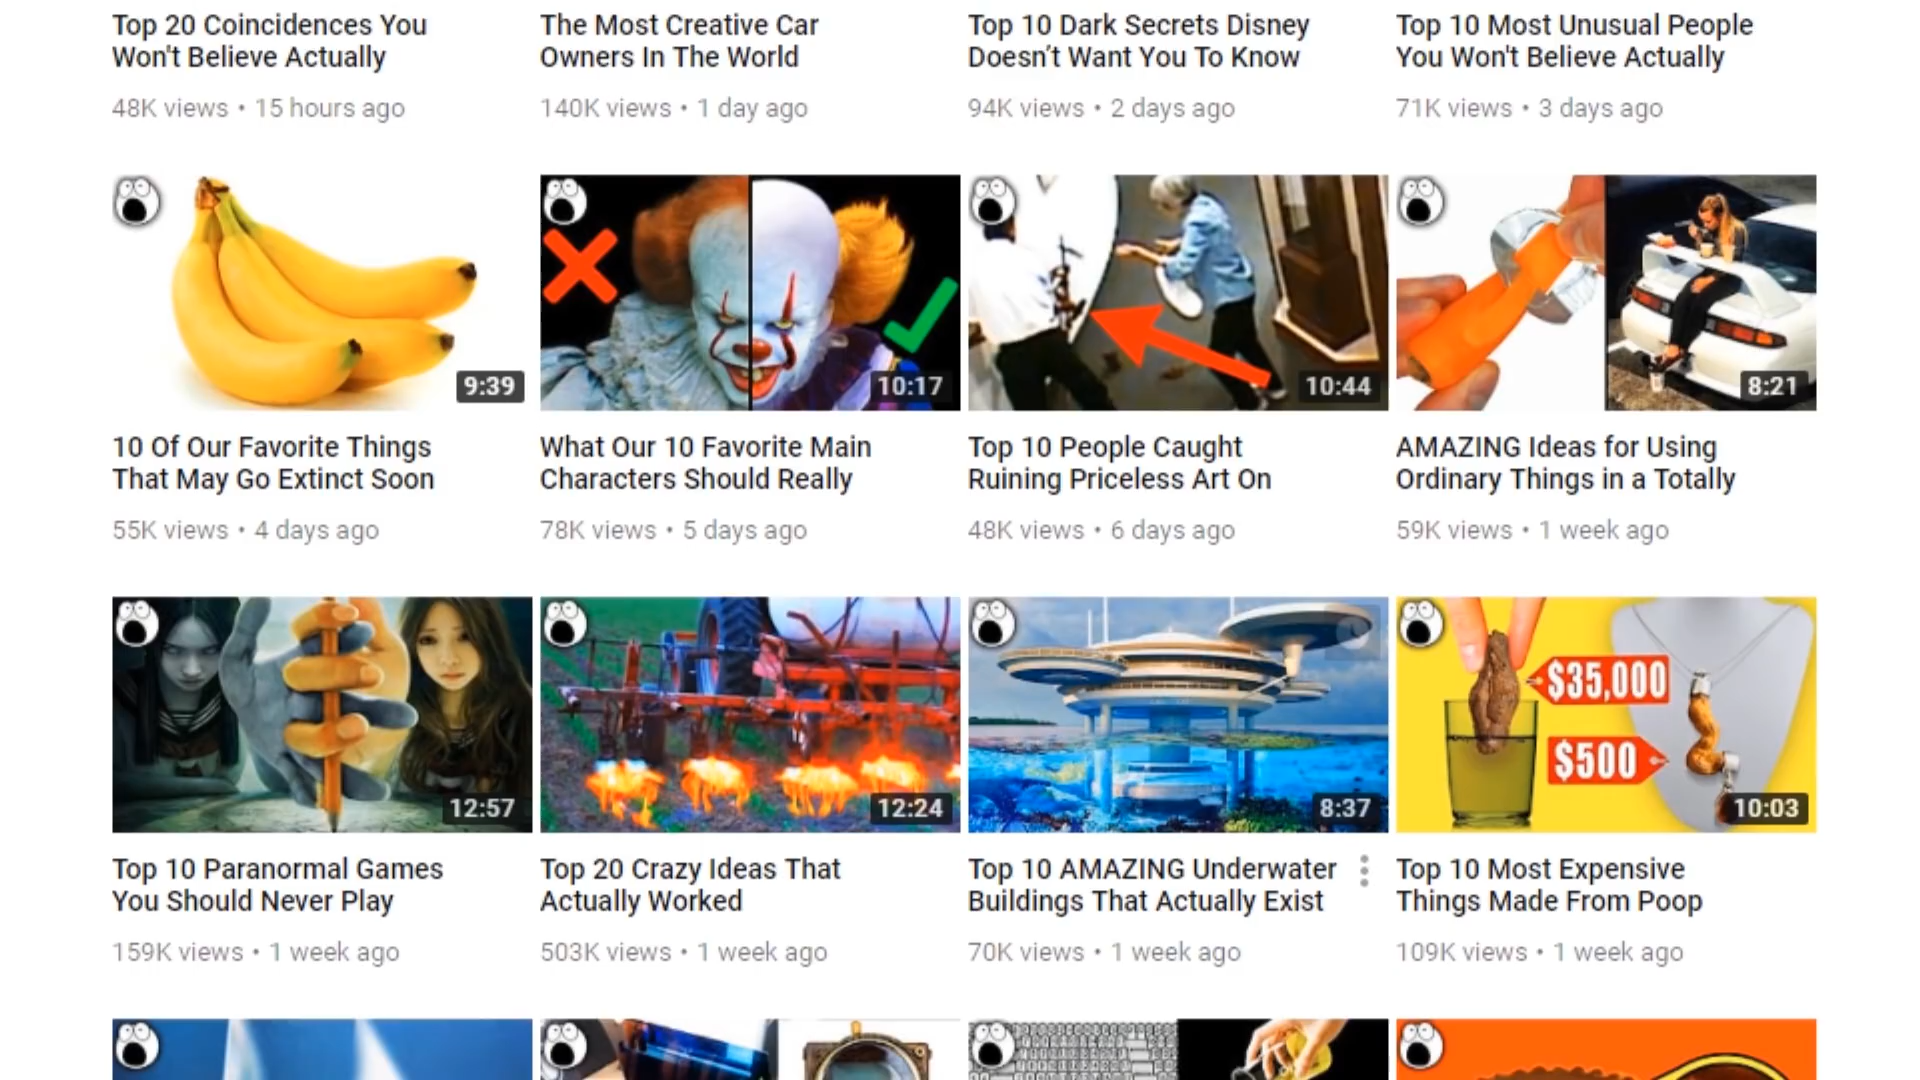 Top 20 Coincidences You
Won't Believe Actually
48K views • 15 hours ago
The Most Creative Car
Owners In The World
140K views • 1 day ago
Top 10 Dark Secrets Disney
Doesn’t Want You To Know
94K views • 2 days ago
Top 10 Most Unusual People
You Won't Believe Actually
71K views • 3 days ago
9:39
10 Of Our Favorite Things
That May Go Extinct Soon
55K views • 4 days ago
10:17
What Our 10 Favorite Main
Characters Should Really
78K views • 5 days ago
10:44
Top 10 People Caught
Ruining Priceless Art On
48K views • 6 days ago
8:21
AMAZING Ideas for Using
Ordinary Things in a Totally
59K views • 1 week ago
12:57
Top 10 Paranormal Games
You Should Never Play
159K views • 1 week ago
12:24
Top 20 Crazy Ideas That
Actually Worked
503K views • 1 week ago
8:37
Top 10 AMAZING Underwater
Buildings That Actually Exist
70K views • 1 week ago
$35,000
$500
10:03
Top 10 Most Expensive
Things Made From Poop
109K views • 1 week ago